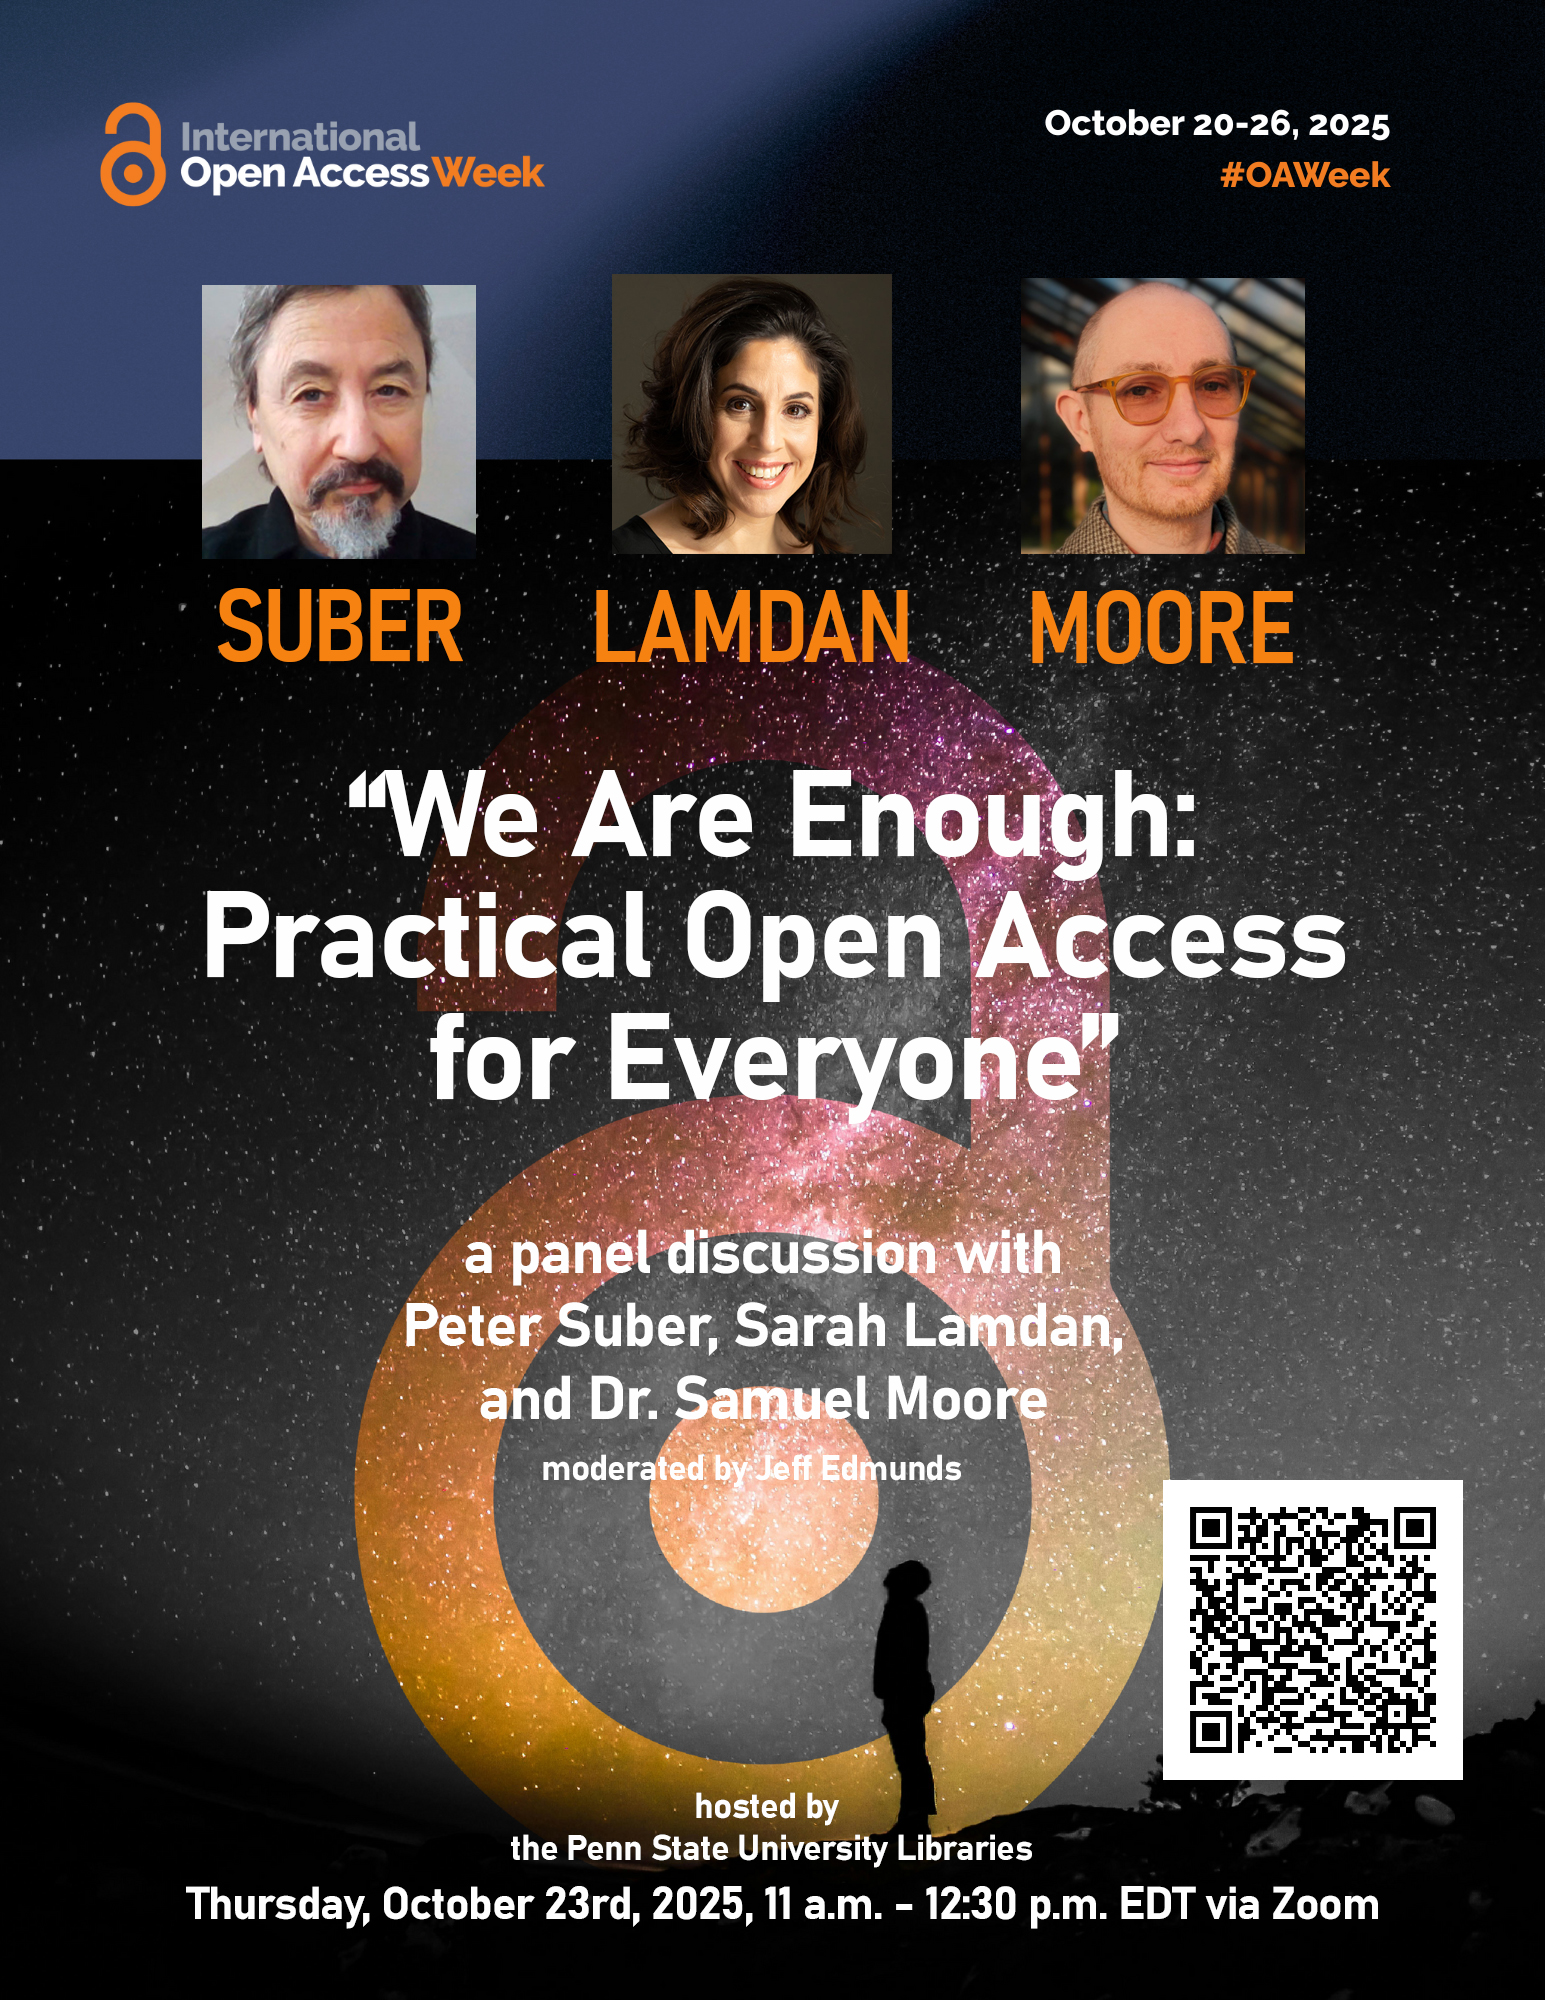 International
Open Access Week
October 20-26, 2025
#OAWeek
SUBER
LAMDAN
MOORE
“We Are Enough:
Practical Open Access
for Everyone”
a panel discussion with
Peter Suber, Sarah Lamdan,
and Dr. Samuel Moore
moderated by Jeff Edmunds
hosted by
the Penn State University Libraries
Thursday, October 23rd, 2025, 11 a.m. - 12:30 p.m. EDT via Zoom